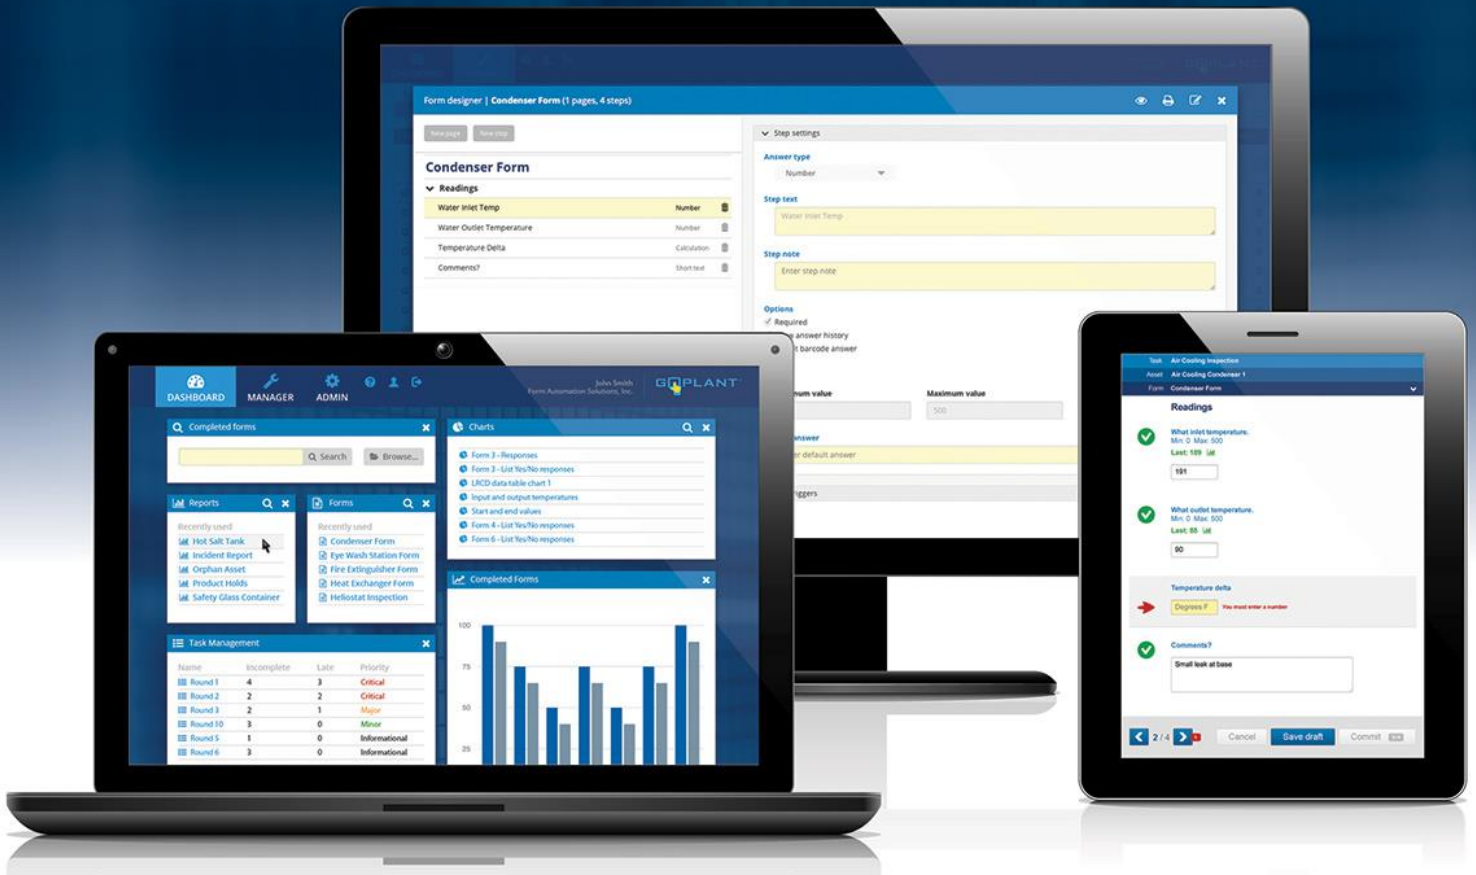 Form designer | Condenser Form (1 pages, 4 steps)
New page New step
Condenser Form
Readings
Water Inlet Temp Number
Water Outlet Temperature Number
Temperature Delta Calculation
Comments? Short text
Step settings
Answer type
Number
Step text
Water Inlet Temp
Step note
Enter step note
Options
Required
answer history
barcode answer
value Maximum value
500
answer
default answer
DASHBOARD MANAGER ADMIN
John Smith
Form Automation Solutions, Inc.
GOPLANT
Completed forms
Search Browse...
Reports
Recently used
Hot Salt Tank
Incident Report
Orphan Asset
Product Holds
Safety Glass Container
Forms
Recently used
Condenser Form
Eye Wash Station Form
Fire Extinguisher Form
Heat Exchanger Form
Heliostat Inspection
Charts
Form 3 - Responses
Form 3 - List Yes/No responses
LRCD data table chart 1
Input and output temperatures
Start and end values
Form 4 - List Yes/No responses
Form 6 - List Yes/No responses
Task Management
Name Incomplete Late Priority
Round 1 4 3 Critical
Round 2 2 2 Critical
Round 3 2 1 Major
Round 10 3 0 Minor
Round 5 1 0 Informational
Round 6 3 0 Informational
Completed Forms
100
75
50
25
Task Air Cooling Inspection
Asset Air Cooling Condenser 1
Form Condenser Form
Readings
What inlet temperature.
Min: 0 Max: 500
Last: 189
191
What outlet temperature.
Min: 0 Max: 500
Last: 85
90
Temperature delta
Degrees F You must enter a number
Comments?
Small leak at base
2 / 4 Cancel Save draft Commit